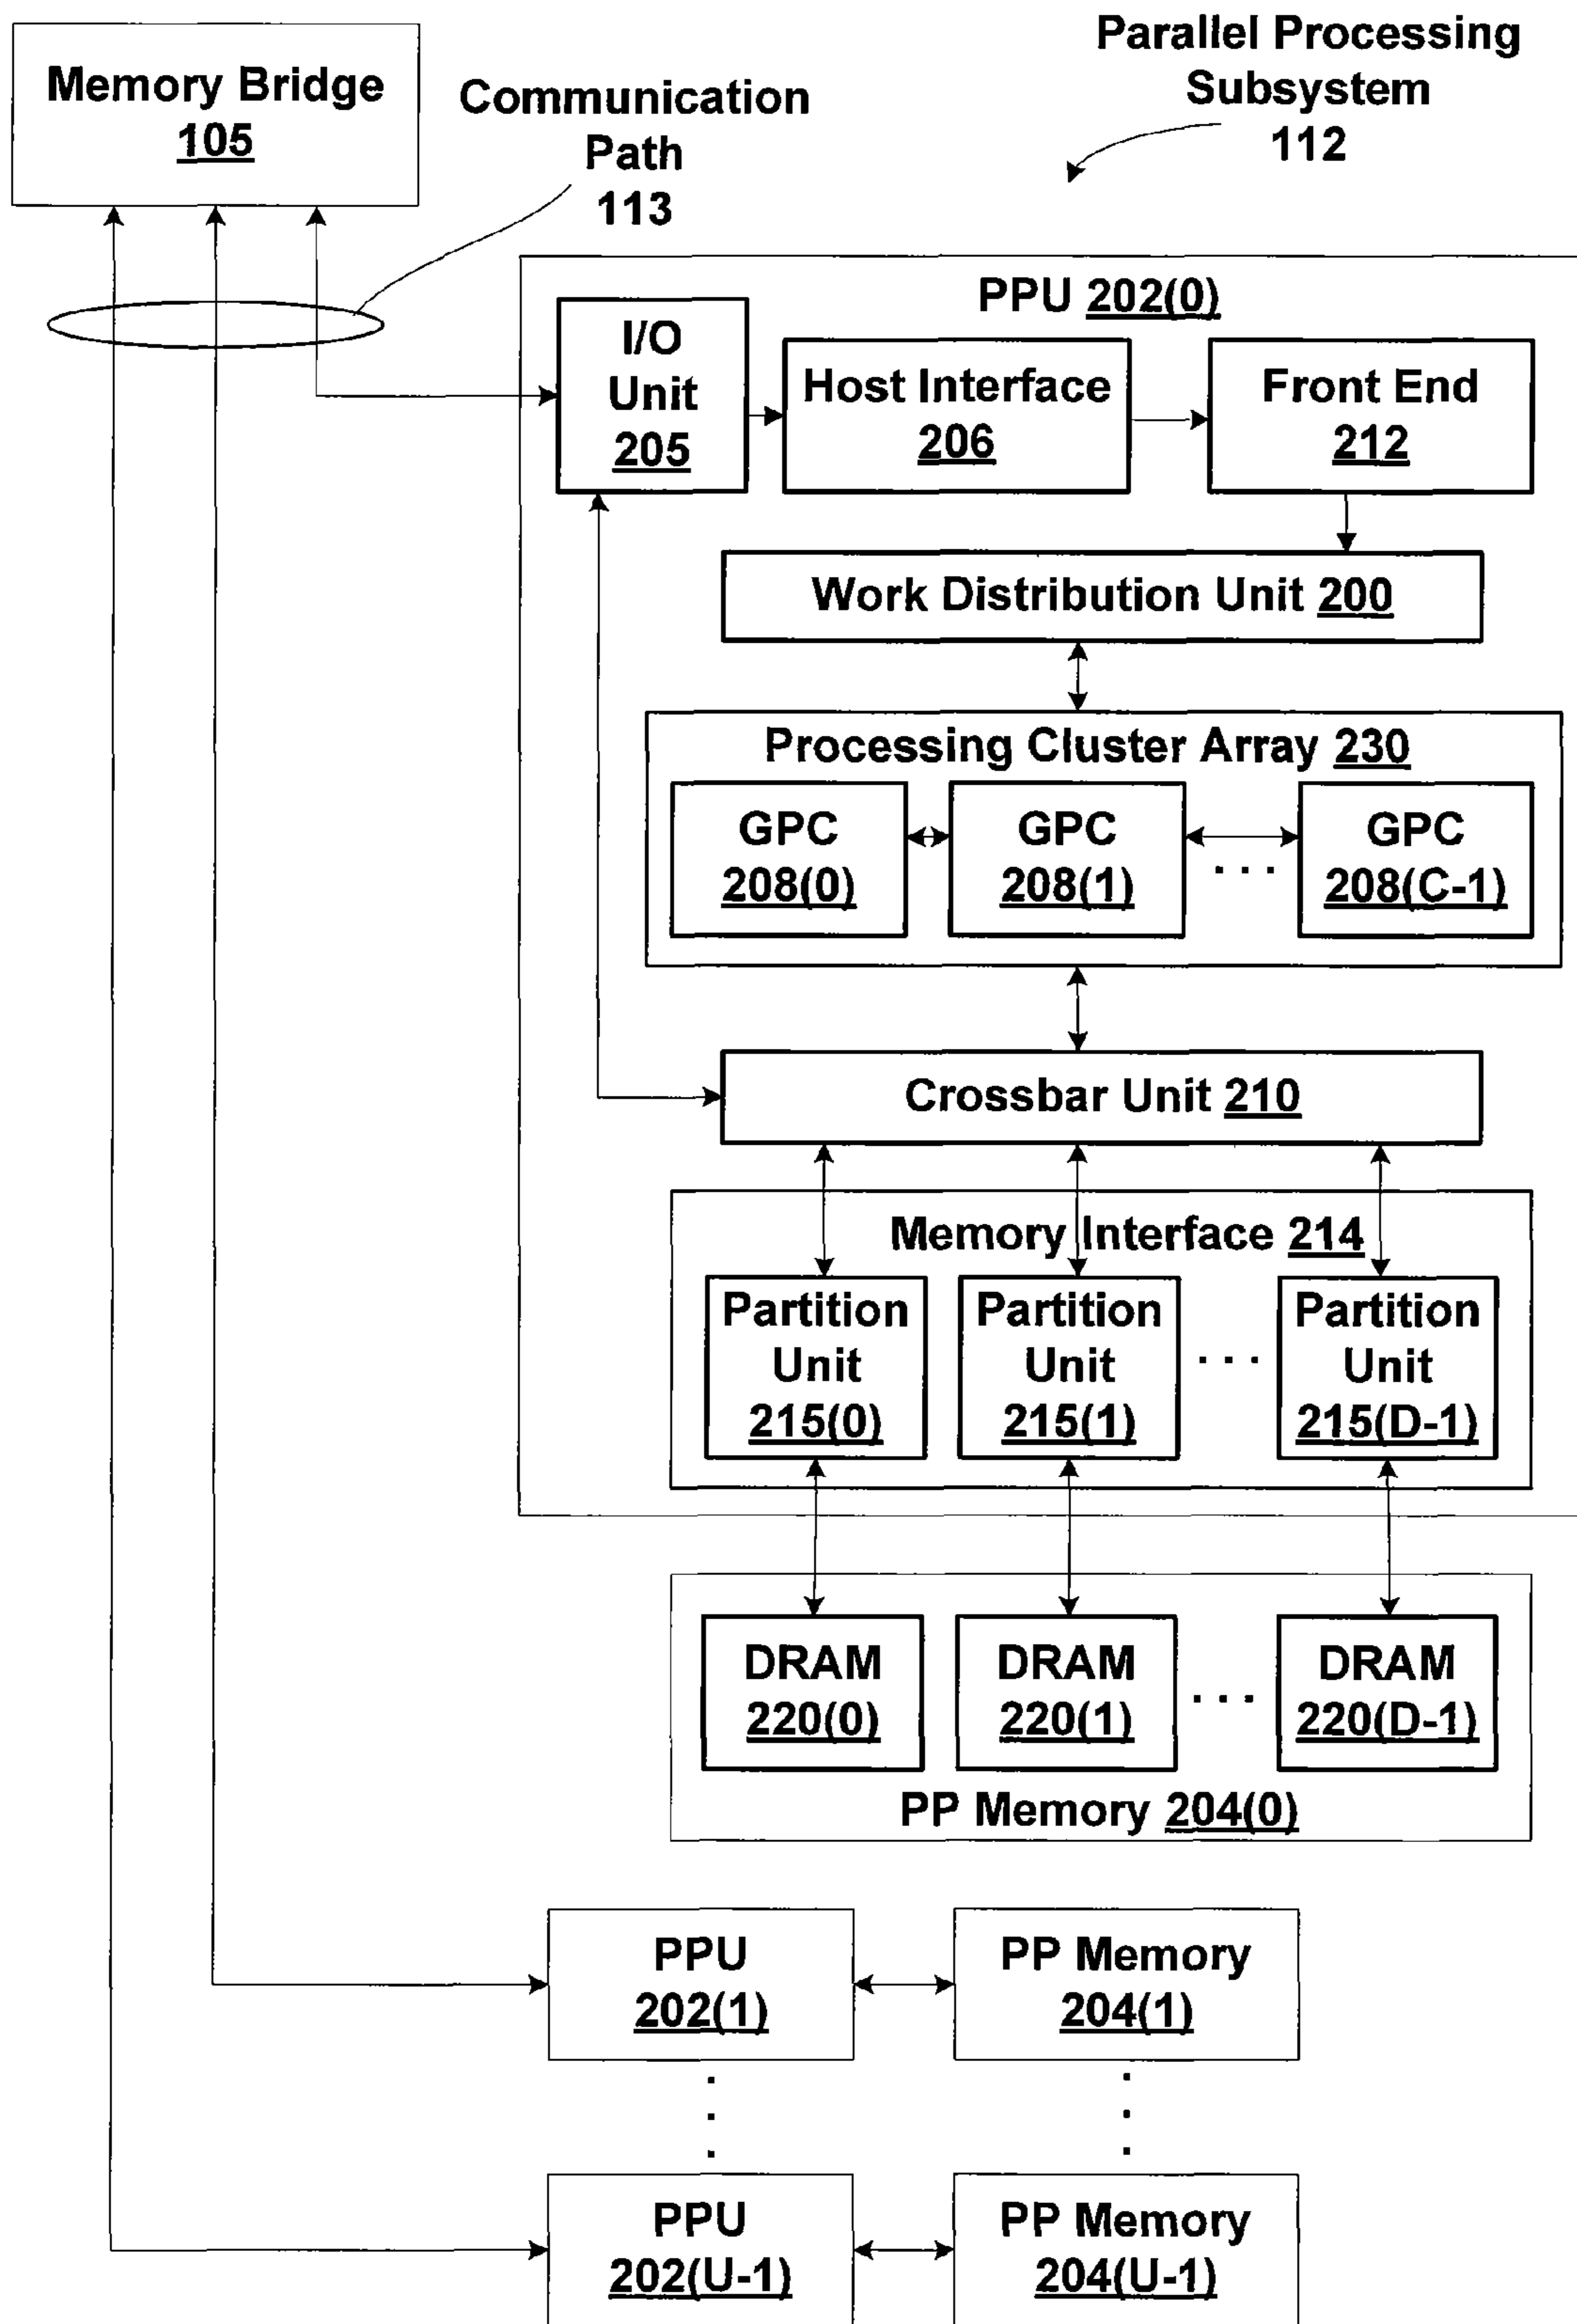 Parallel Processing
Subsystem
112
Memory Bridge
105
Communication
Path
113
PPU 202(0)
I/O
Unit
205
Host Interface
206
Front End
212
Work Distribution Unit 200
Processing Cluster Array 230
GPC
208(0)
GPC
208(1)
. . .
GPC
208(C-1)
Crossbar Unit 210
Memory Interface 214
Partition
Unit
215(0)
Partition
Unit
215(1)
. . .
Partition
Unit
215(D-1)
DRAM
220(0)
DRAM
220(1)
. . .
DRAM
220(D-1)
PP Memory 204(0)
PPU
202(1)
PP Memory
204(1)
PPU
202(U-1)
PP Memory
204(U-1)